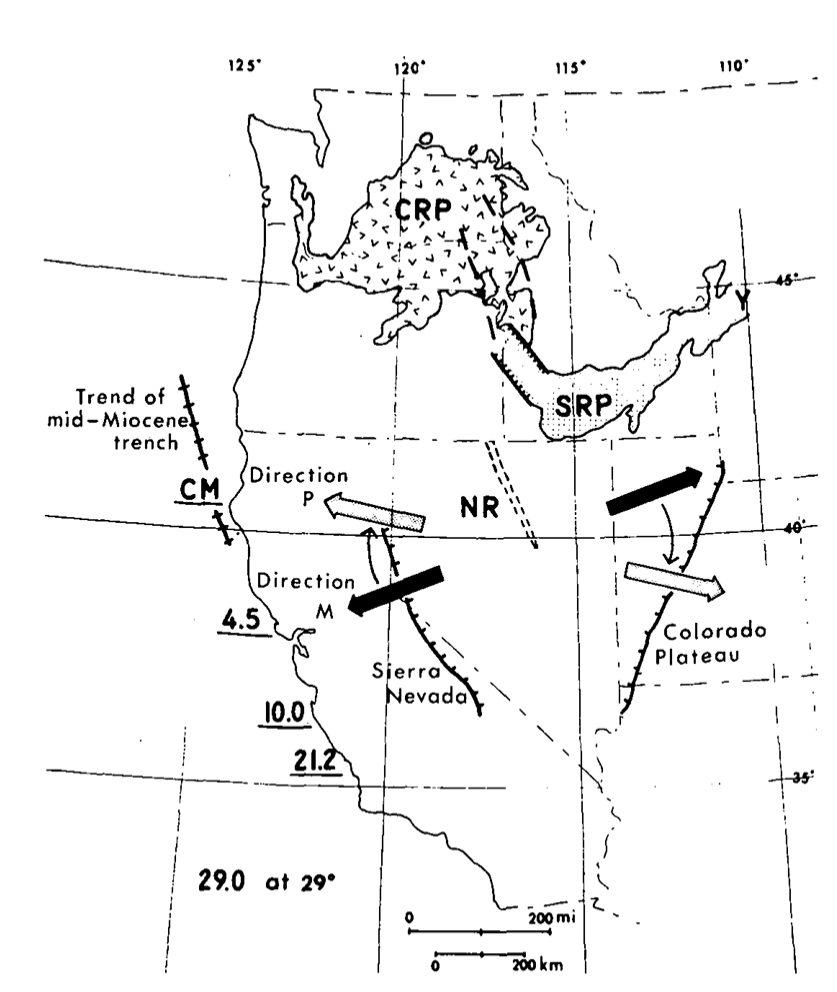 125° 120° 115° 110°
CRP
45°
Trend of
mid-Miocene
trench
SRP
CM
Direction
P
NR
40°
Direction
M
4.5
Colorado
Plateau
Sierra
Nevada
10.0
21.2
35°
29.0 at 29°
0 200 mi
0 200 km